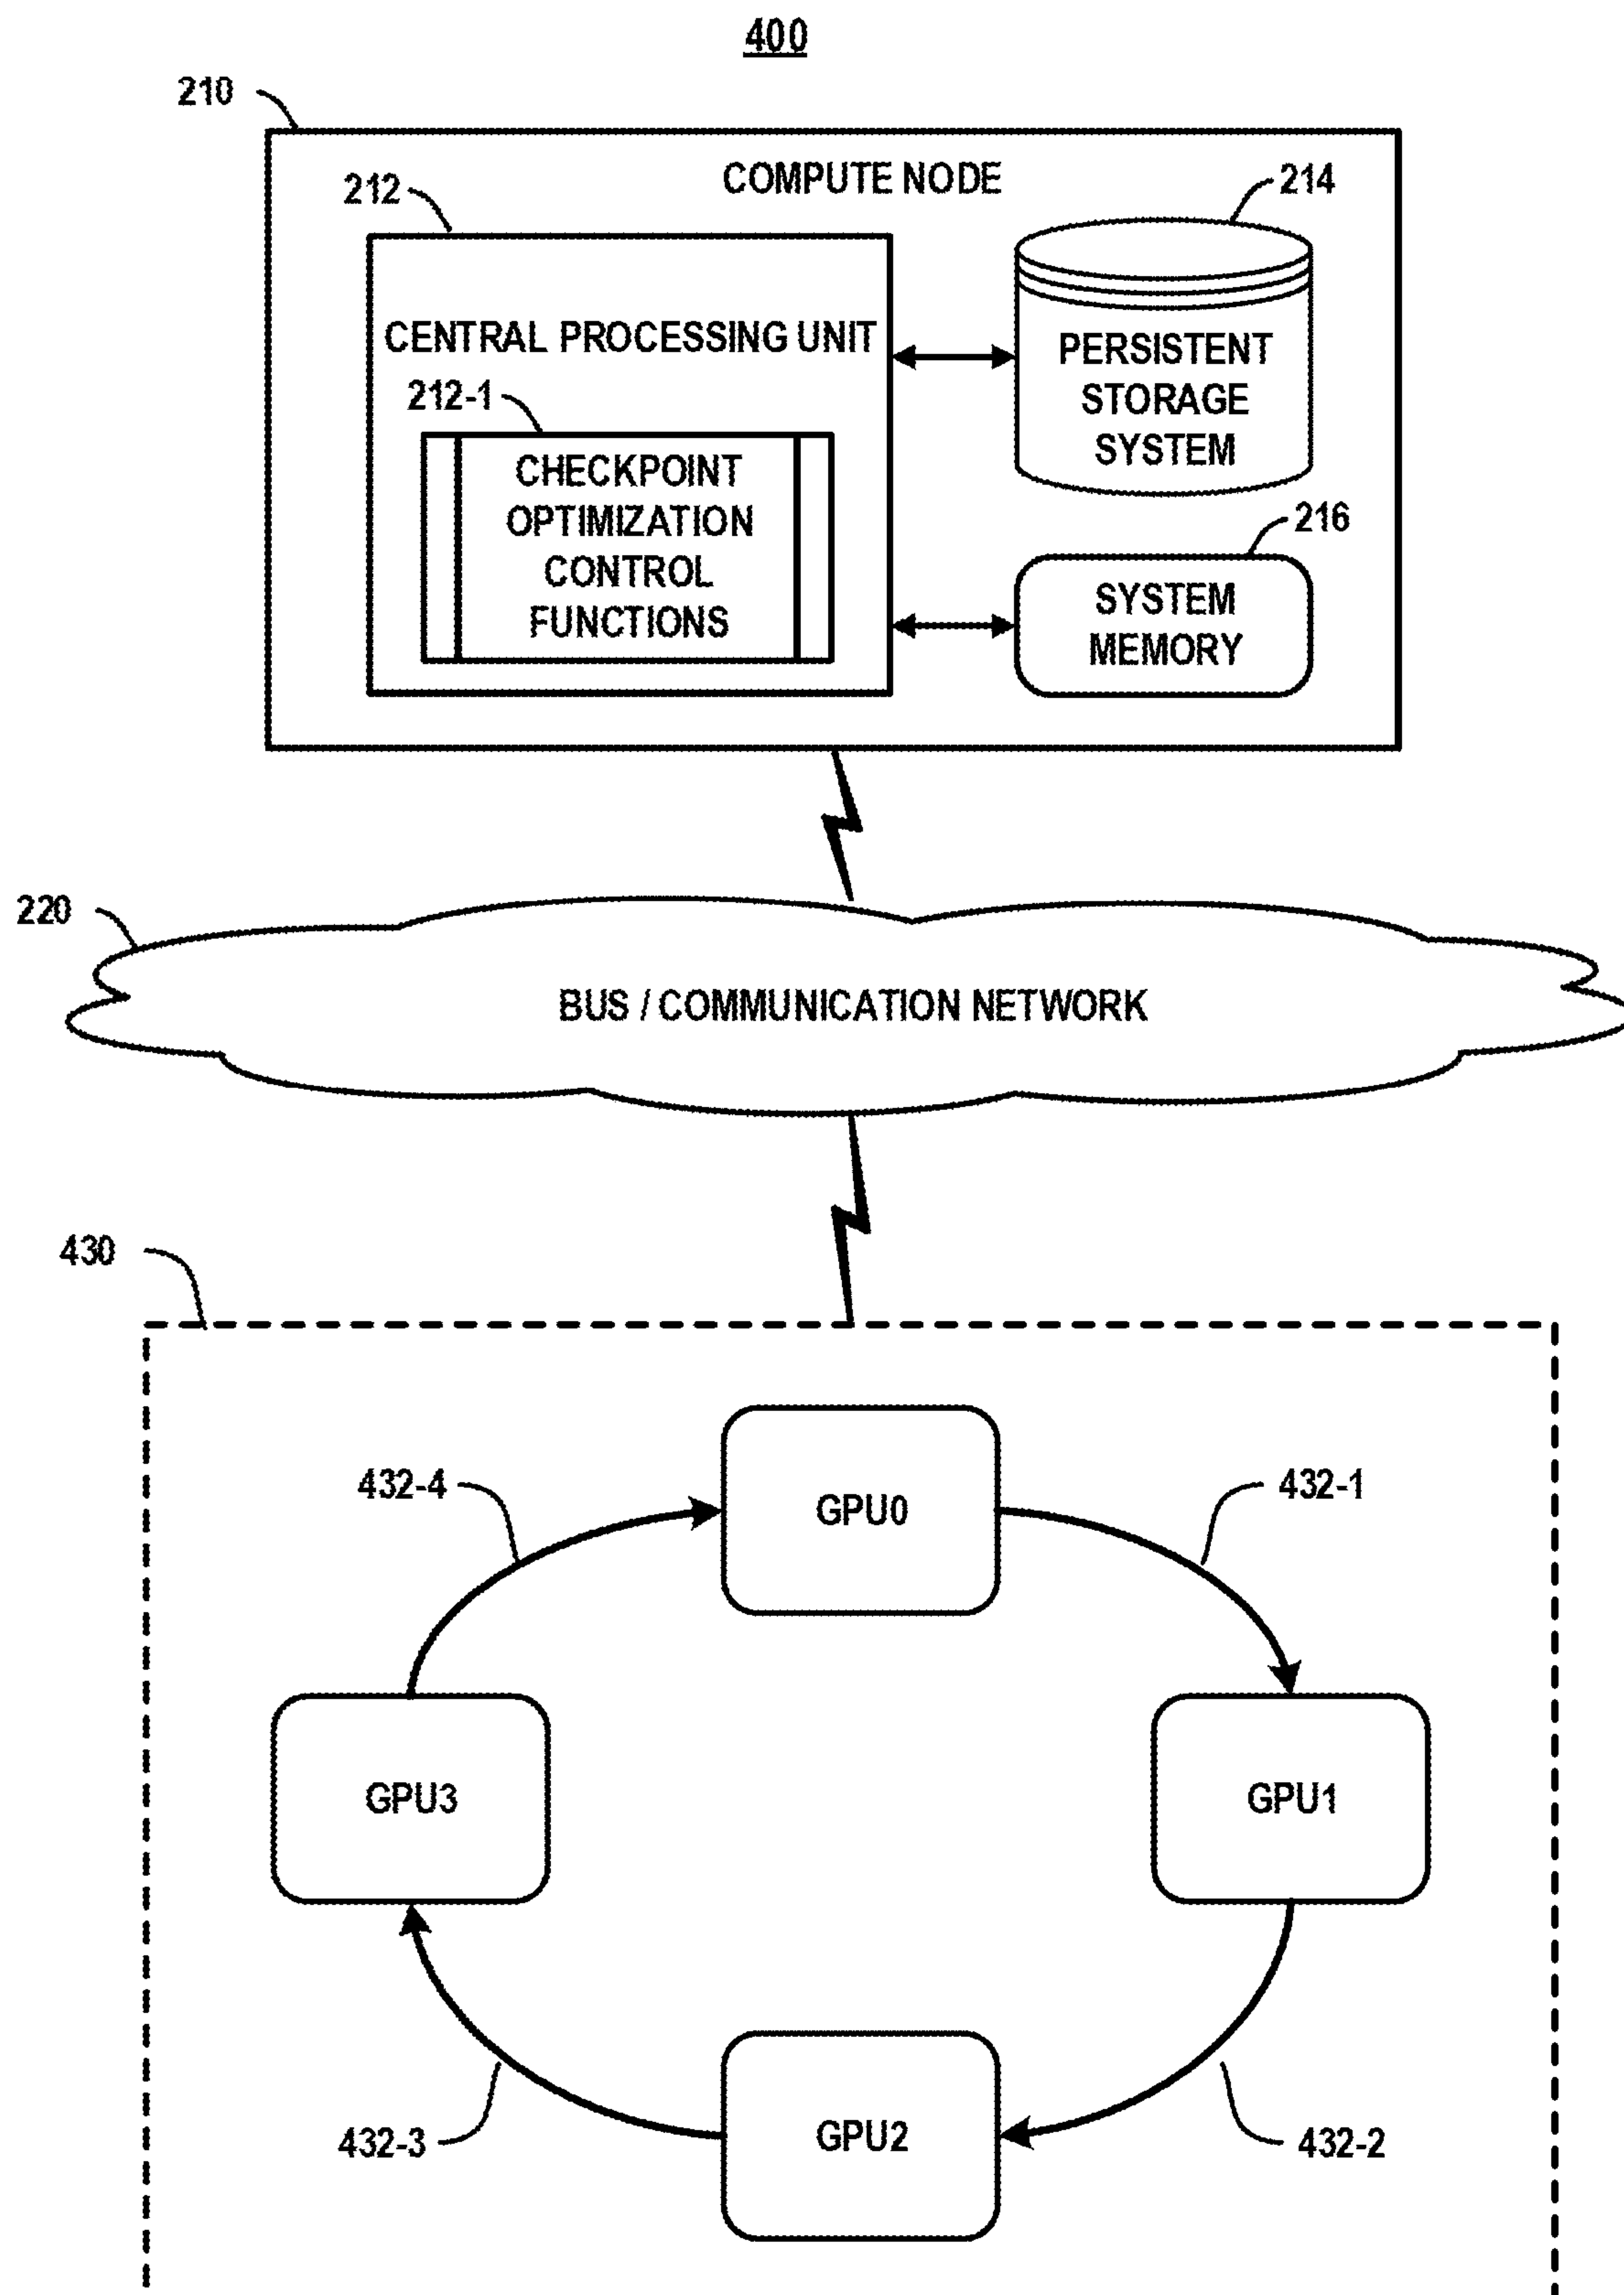 400
210
COMPUTE NODE
212
214
CENTRAL PROCESSING UNIT
PERSISTENT
STORAGE
SYSTEM
212-1
CHECKPOINT
OPTIMIZATION
CONTROL
FUNCTIONS
216
SYSTEM
MEMORY
220
BUS / COMMUNICATION NETWORK
430
432-4
GPU0
432-1
GPU3
GPU1
432-3
GPU2
432-2